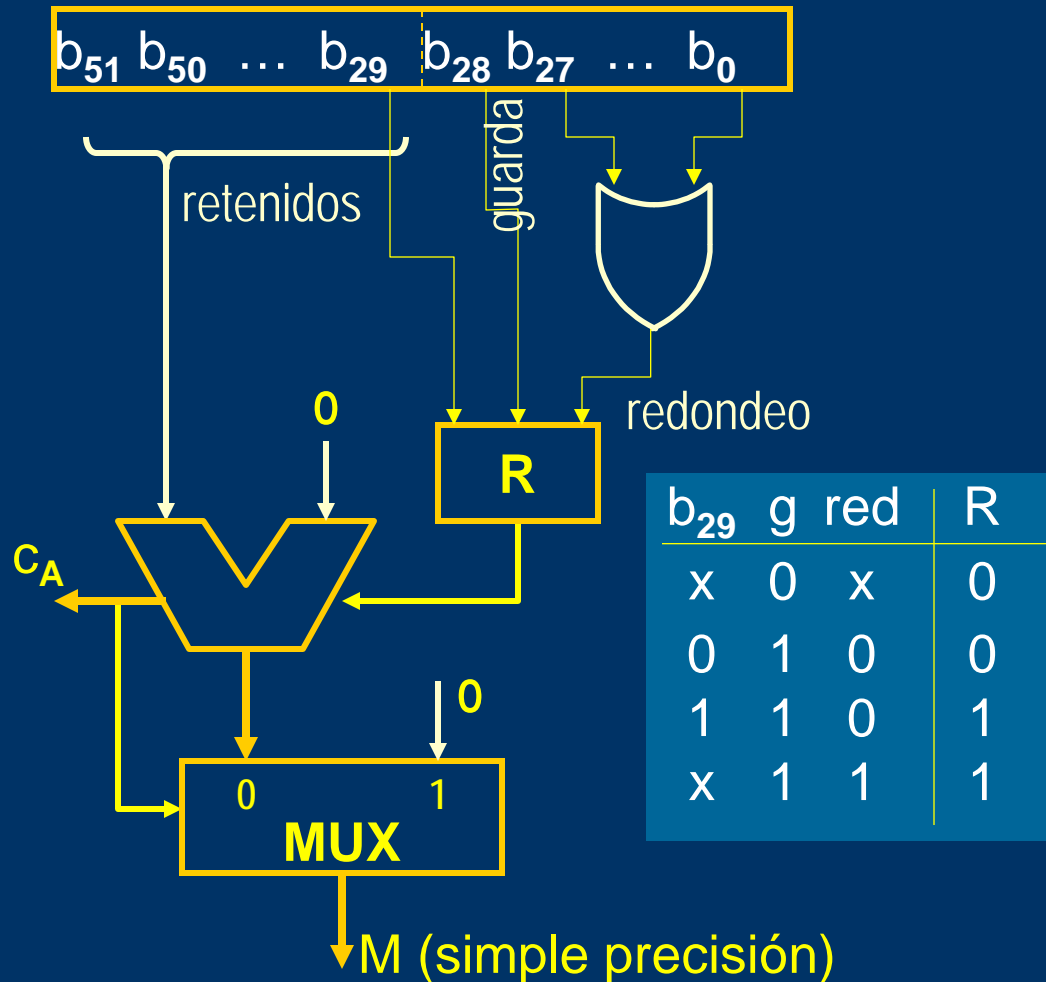 b51 b50 … b29 b28 b27 … b0
guarda
retenidos
0
redondeo
R
b29 g red R
x 0 x 0
0 1 0 0
1 1 0 1
x 1 1 1
CA
0
0 1
MUX
M (simple precisión)